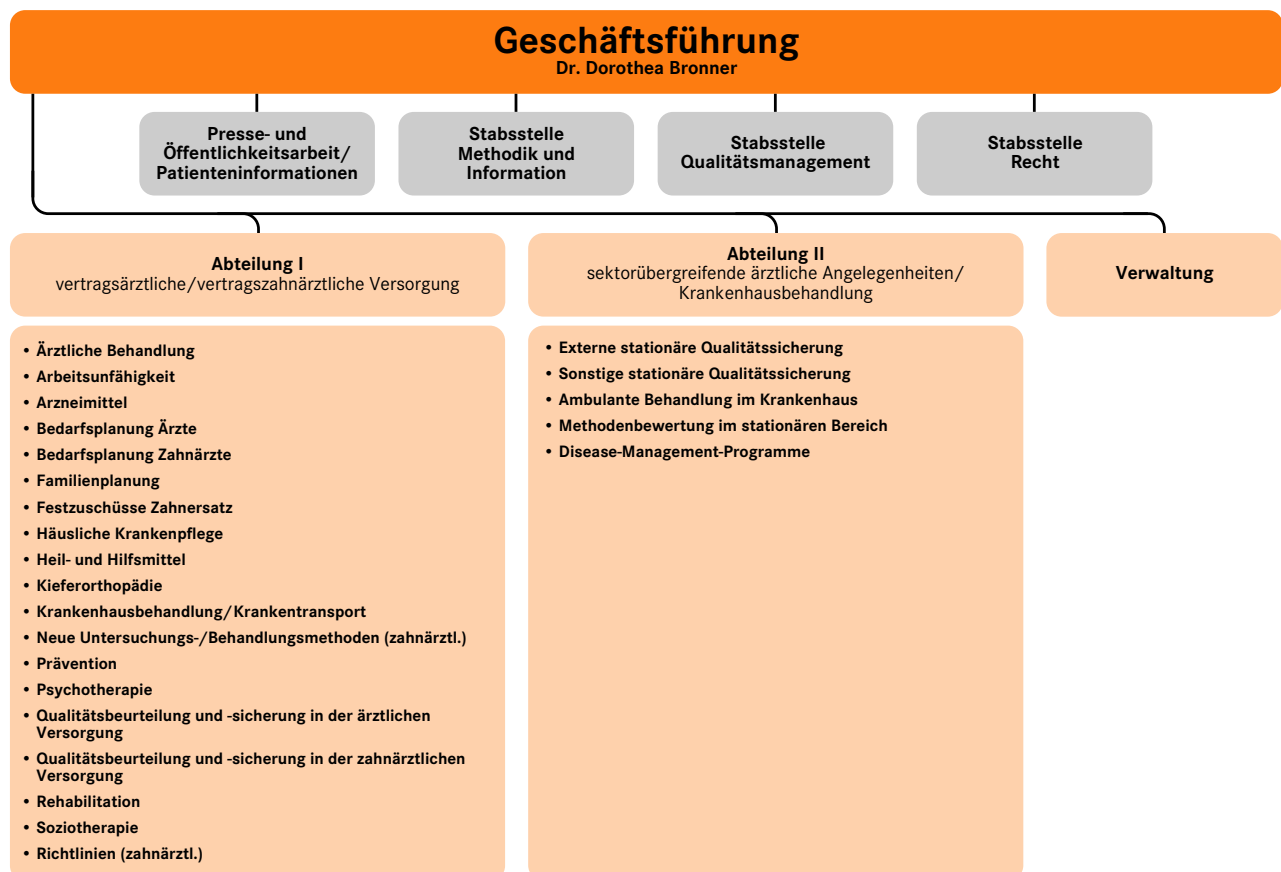 Geschäftsführung
Dr. Dorothea Bronner
Presse- und
Öffentlichkeitsarbeit/
Patienteninformationen
Stabsstelle
Methodik und
Information
Stabsstelle
Qualitätsmanagement
Stabsstelle
Recht
Abteilung I
vertragsärztliche/vertragszahnärztliche Versorgung
Abteilung II
sektorübergreifende ärztliche Angelegenheiten/
Krankenhausbehandlung
Verwaltung
• Ärztliche Behandlung
• Arbeitsunfähigkeit
• Arzneimittel
• Bedarfsplanung Ärzte
• Bedarfsplanung Zahnärzte
• Familienplanung
• Festzuschüsse Zahnersatz
• Häusliche Krankenpflege
• Heil- und Hilfsmittel
• Kieferorthopädie
• Krankenhausbehandlung/Krankentransport
• Neue Untersuchungs-/Behandlungsmethoden (zahnärztl.)
• Prävention
• Psychotherapie
• Qualitätsbeurteilung und -sicherung in der ärztlichen
Versorgung
• Qualitätsbeurteilung und -sicherung in der zahnärztlichen
Versorgung
• Rehabilitation
• Soziotherapie
• Richtlinien (zahnärztl.)
• Externe stationäre Qualitätssicherung
• Sonstige stationäre Qualitätssicherung
• Ambulante Behandlung im Krankenhaus
• Methodenbewertung im stationären Bereich
• Disease-Management-Programme